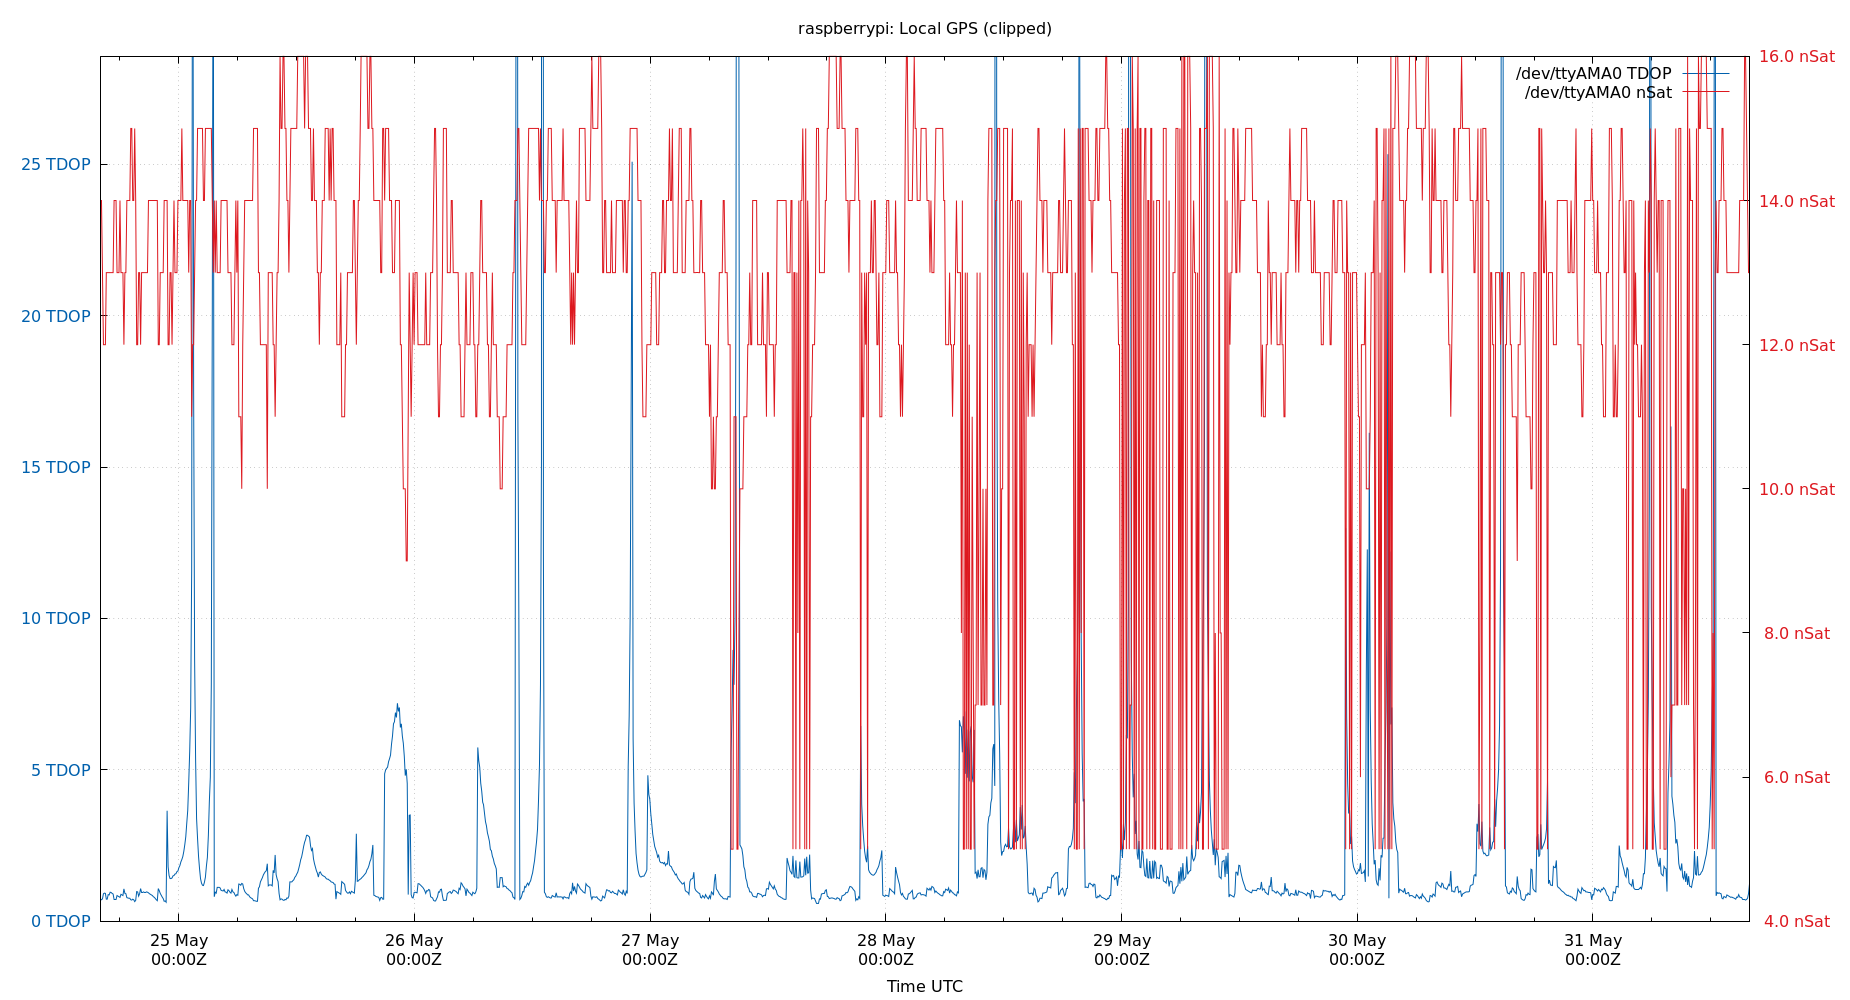 raspberrypi: Local GPS (clipped)
/dev/ttyAMA0 TDOP
/dev/ttyAMA0 nSat
25 TDOP
20 TDOP
15 TDOP
10 TDOP
5 TDOP
0 TDOP
16.0 nSat
14.0 nSat
12.0 nSat
10.0 nSat
8.0 nSat
6.0 nSat
4.0 nSat
25 May
00:00Z
26 May
00:00Z
27 May
00:00Z
28 May
00:00Z
29 May
00:00Z
30 May
00:00Z
31 May
00:00Z
Time UTC